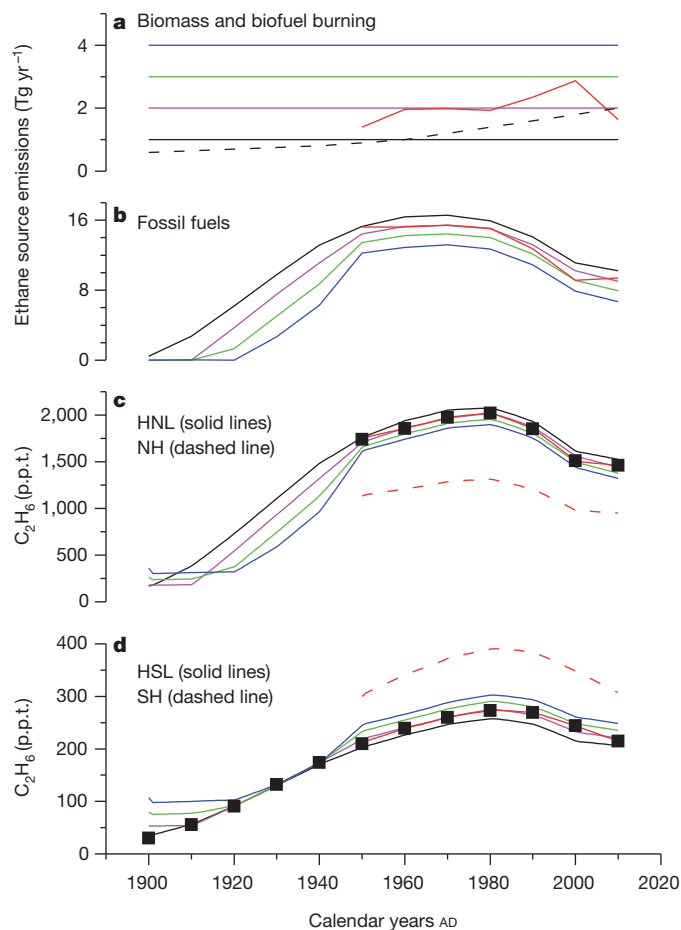 a Biomass and biofuel burning
4
2
0
Ethane source emissions (Tg yr⁻¹)
b Fossil fuels
16
8
0
c HNL (solid lines)
NH (dashed line)
2,000
1,500
1,000
500
0
C₂H₆ (p.p.t.)
d HSL (solid lines)
SH (dashed line)
400
300
200
100
0
C₂H₆ (p.p.t.)
1900 1920 1940 1960 1980 2000 2020
Calendar years AD